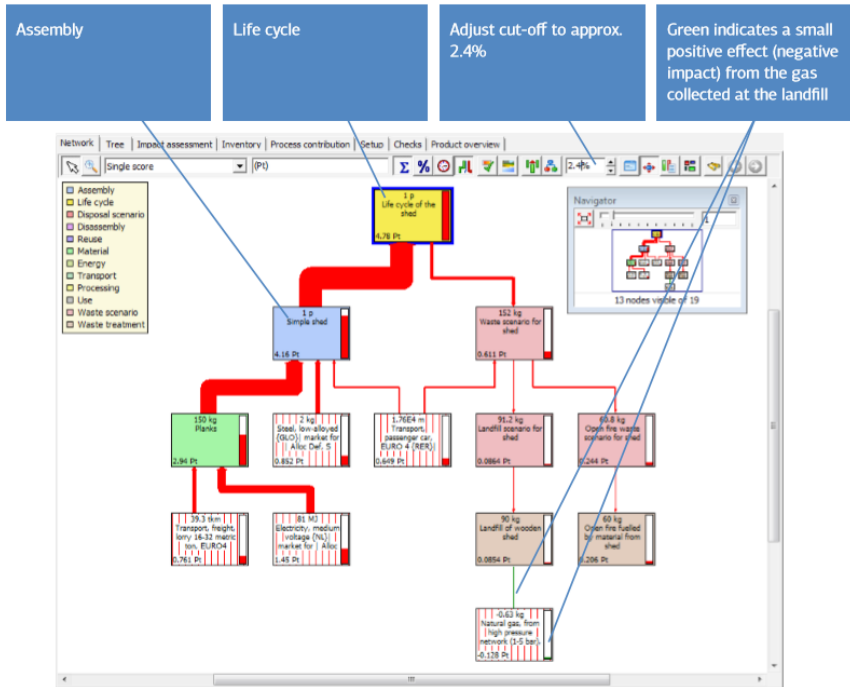 Assembly
Life cycle
Adjust cut-off to approx.
2.4%
Green indicates a small
positive effect (negative
impact) from the gas
collected at the landfill
Network
Tree
Impact assessment
Inventory
Process contribution
Setup
Checks
Product overview
Single score
(Pt)
Σ
%
2.4%
Assembly
Life cycle
Disposal scenario
Disassembly
Reuse
Material
Energy
Transport
Processing
Use
Waste scenario
Waste treatment
1 p
Life cycle of the
shed
4.78 Pt
Navigator
1
13 nodes visible of 19
1 p
Simple shed
4.16 Pt
152 kg
Waste scenario for
shed
0.611 Pt
150 kg
Planks
2.94 Pt
2 kg
Steel, low-alloyed
{GLO}| market for
| Alloc Def, S
0.852 Pt
1.76E4 m
Transport,
passenger car,
EURO 4 {RER}|
0.649 Pt
91.2 kg
Landfill scenario for
shed
0.0864 Pt
60.8 kg
Open fire waste
scenario for shed
0.244 Pt
39.3 tkm
Transport, freight,
lorry 16-32 metric
ton, EURO4
0.761 Pt
81 MJ
Electricity, medium
voltage {NL}|
market for | Alloc
1.45 Pt
90 kg
Landfill of wooden
shed
0.0854 Pt
60 kg
Open fire fuelled
by material from
shed
0.206 Pt
-0.63 kg
Natural gas, from
high pressure
network (1-5 bar),
-0.128 Pt